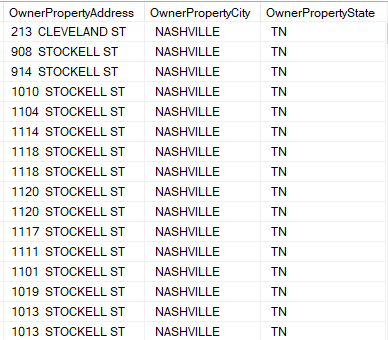 OwnerPropertyAddress OwnerPropertyCity OwnerPropertyState
213 CLEVELAND ST NASHVILLE TN
908 STOCKELL ST NASHVILLE TN
914 STOCKELL ST NASHVILLE TN
1010 STOCKELL ST NASHVILLE TN
1104 STOCKELL ST NASHVILLE TN
1114 STOCKELL ST NASHVILLE TN
1118 STOCKELL ST NASHVILLE TN
1118 STOCKELL ST NASHVILLE TN
1120 STOCKELL ST NASHVILLE TN
1120 STOCKELL ST NASHVILLE TN
1117 STOCKELL ST NASHVILLE TN
1111 STOCKELL ST NASHVILLE TN
1101 STOCKELL ST NASHVILLE TN
1019 STOCKELL ST NASHVILLE TN
1013 STOCKELL ST NASHVILLE TN
1013 STOCKELL ST NASHVILLE TN